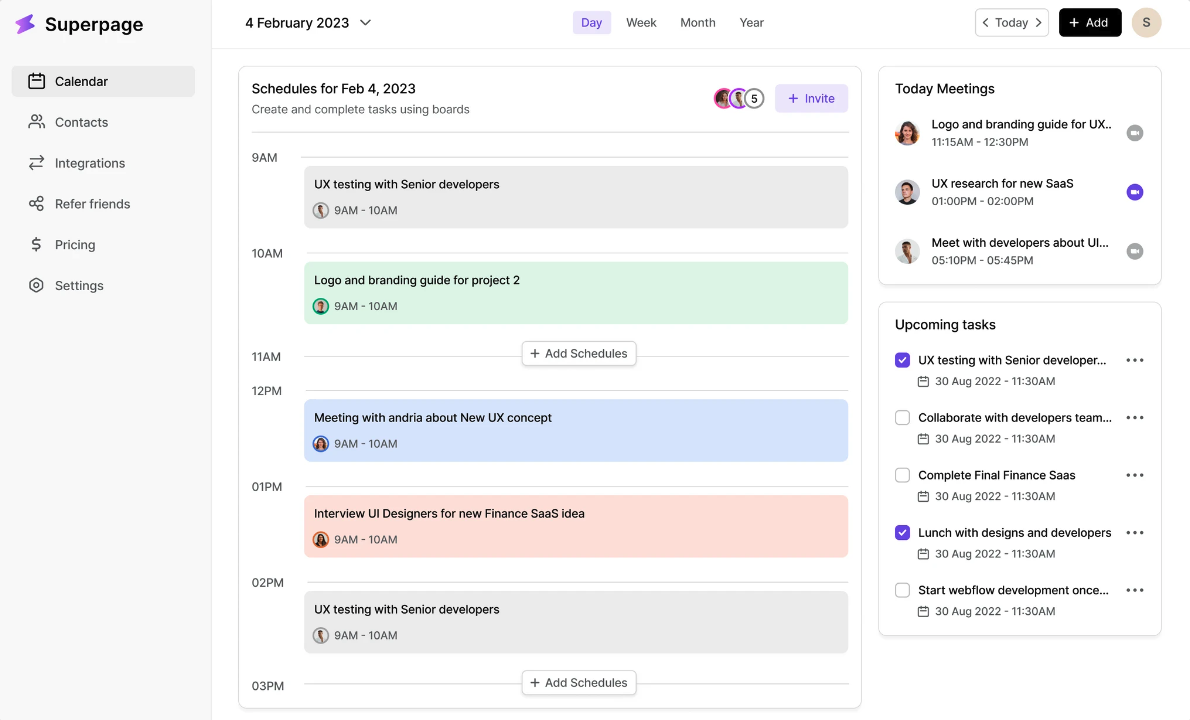 Superpage
Calendar
Contacts
Integrations
Refer friends
Pricing
Settings
4 February 2023
Day Week Month Year
Today
+ Add
S
Schedules for Feb 4, 2023
Create and complete tasks using boards
5
+ Invite
9AM
UX testing with Senior developers
9AM - 10AM
10AM
Logo and branding guide for project 2
9AM - 10AM
11AM
+ Add Schedules
12PM
Meeting with andria about New UX concept
9AM - 10AM
01PM
Interview UI Designers for new Finance SaaS idea
9AM - 10AM
02PM
UX testing with Senior developers
9AM - 10AM
03PM
+ Add Schedules
Today Meetings
Logo and branding guide for UX..
11:15AM - 12:30PM
UX research for new SaaS
01:00PM - 02:00PM
Meet with developers about UI...
05:10PM - 05:45PM
Upcoming tasks
UX testing with Senior developer...
30 Aug 2022 - 11:30AM
Collaborate with developers team...
30 Aug 2022 - 11:30AM
Complete Final Finance Saas
30 Aug 2022 - 11:30AM
Lunch with designs and developers
30 Aug 2022 - 11:30AM
Start webflow development once...
30 Aug 2022 - 11:30AM